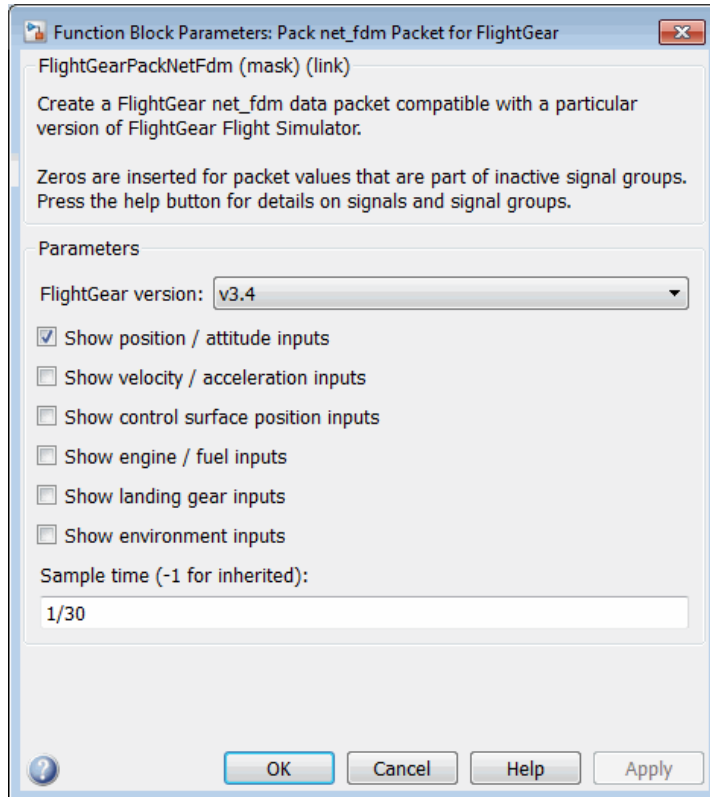 Function Block Parameters: Pack net_fdm Packet for FlightGear
FlightGearPackNetFdm (mask) (link)
Create a FlightGear net_fdm data packet compatible with a particular
version of FlightGear Flight Simulator.
Zeros are inserted for packet values that are part of inactive signal groups.
Press the help button for details on signals and signal groups.
Parameters
FlightGear version: v3.4
Show position / attitude inputs
Show velocity / acceleration inputs
Show control surface position inputs
Show engine / fuel inputs
Show landing gear inputs
Show environment inputs
Sample time (-1 for inherited):
1/30
? OK Cancel Help Apply